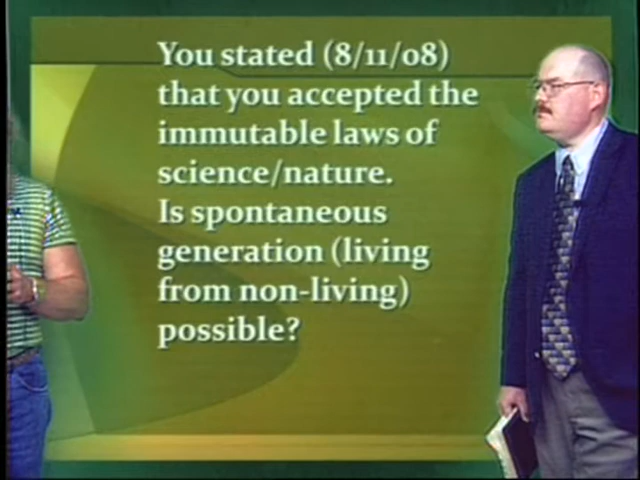 You stated (8/11/08)
that you accepted the
immutable laws of
science/nature.
Is spontaneous
generation (living
from non-living)
possible?